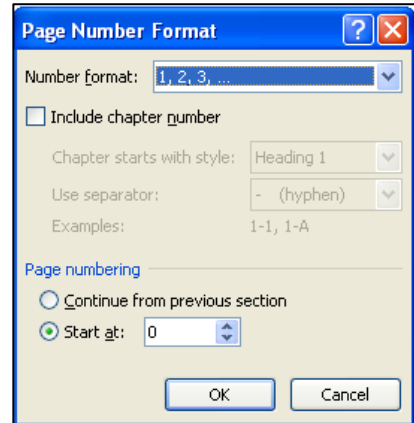 Page Number Format
Number format: 1, 2, 3, ...
Include chapter number
Chapter starts with style: Heading 1
Use separator: - (hyphen)
Examples: 1-1, 1-A
Page numbering
Continue from previous section
Start at: 0
OK Cancel